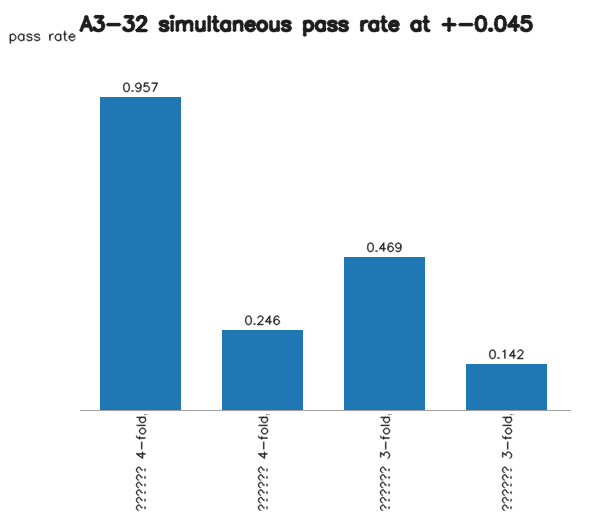 A3-32 simultaneous pass rate at +-0.045
pass rate
0.957
0.246
0.469
0.142
?????? 4-fold,
?????? 4-fold,
?????? 3-fold,
?????? 3-fold,